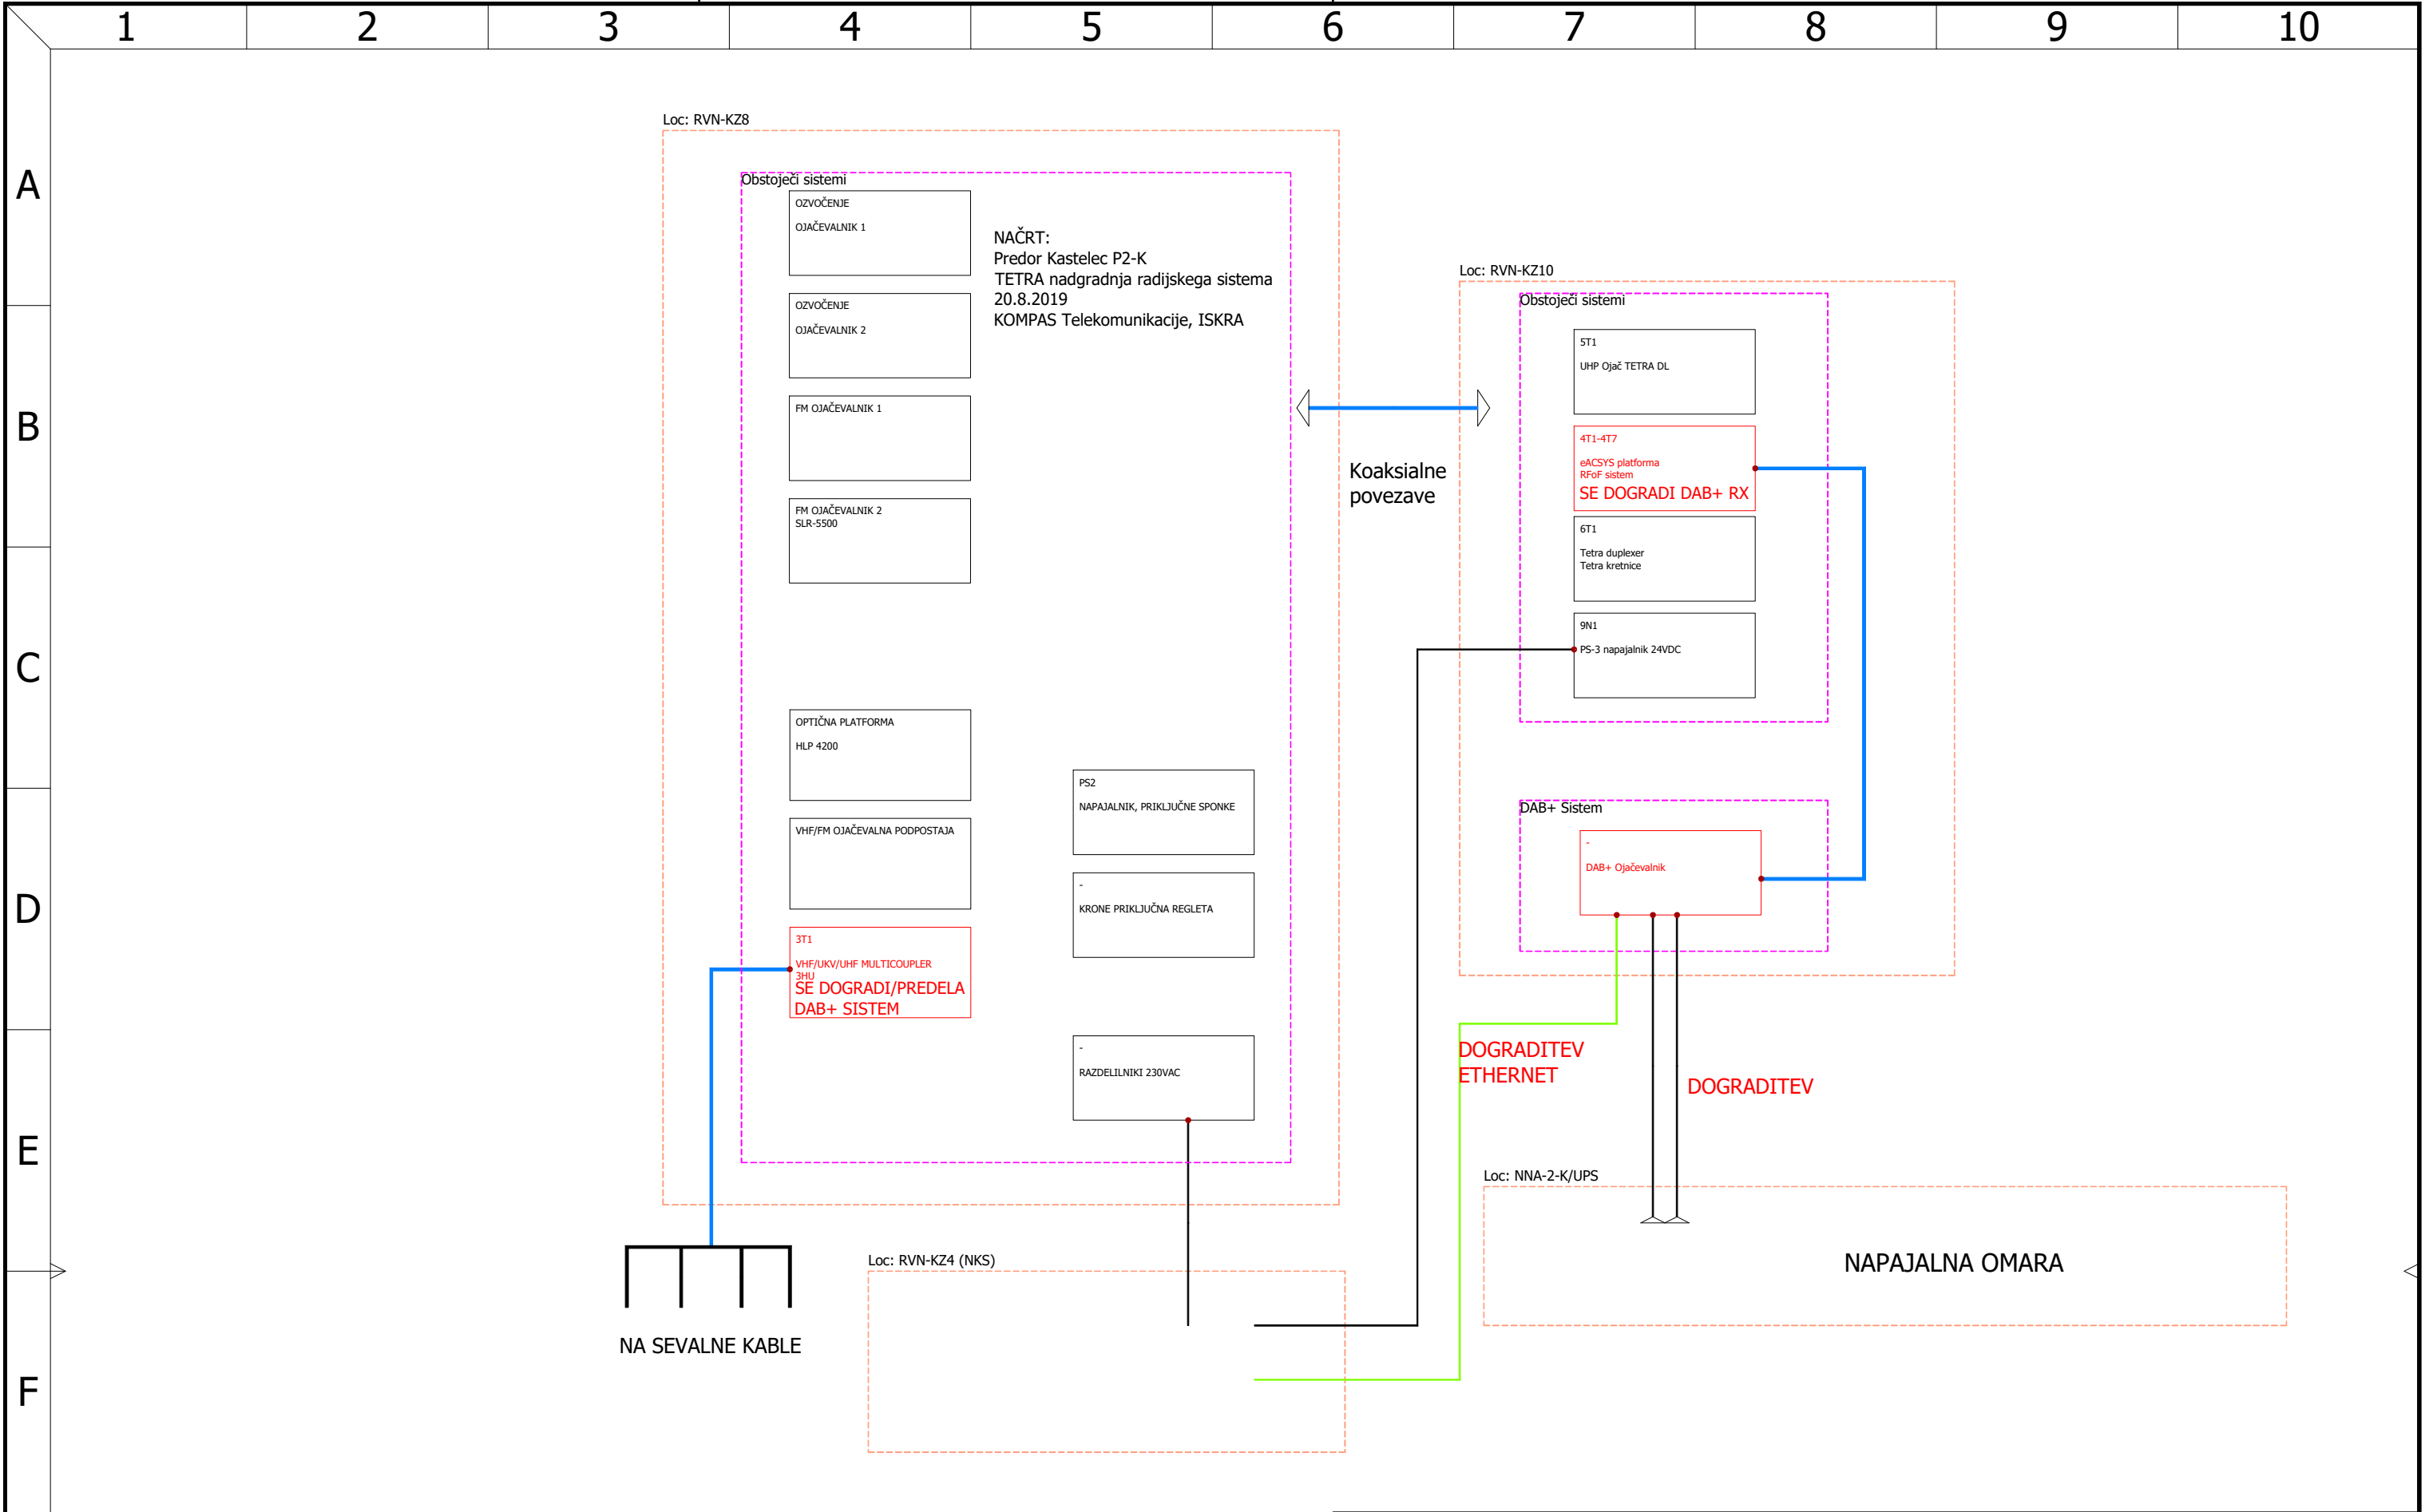 1 2 3 4 5 6 7 8 9 10
A
B
C
D
E
F
Loc: RVN-KZ8
Obstoječi sistemi
OZVOČENJE
OJAČEVALNIK 1
NAČRT:
Predor Kastelec P2-K
TETRA nadgradnja radijskega sistema
20.8.2019
KOMPAS Telekomunikacije, ISKRA
OZVOČENJE
OJAČEVALNIK 2
FM OJAČEVALNIK 1
FM OJAČEVALNIK 2
SLR-5500
OPTIČNA PLATFORMA
HLP 4200
VHF/FM OJAČEVALNA PODPOSTAJA
3T1
VHF/UKV/UHF MULTICOUPLER
3HU
SE DOGRADI/PREDELA
DAB+ SISTEM
PS2
NAPAJALNIK, PRIKLJUČNE SPONKE
-
KRONE PRIKLJUČNA REGLETA
-
RAZDELILNIKI 230VAC
Koaksialne
povezave
Loc: RVN-KZ10
Obstoječi sistemi
5T1
UHP Ojač TETRA DL
4T1-4T7
eACSYS platforma
RFoF sistem
SE DOGRADI DAB+ RX
6T1
Tetra duplexer
Tetra kretnice
9N1
PS-3 napajalnik 24VDC
DAB+ Sistem
-
DAB+ Ojačevalnik
DOGRADITEV
ETHERNET
DOGRADITEV
Loc: NNA-2-K/UPS
NAPAJALNA OMARA
Loc: RVN-KZ4 (NKS)
NA SEVALNE KABLE